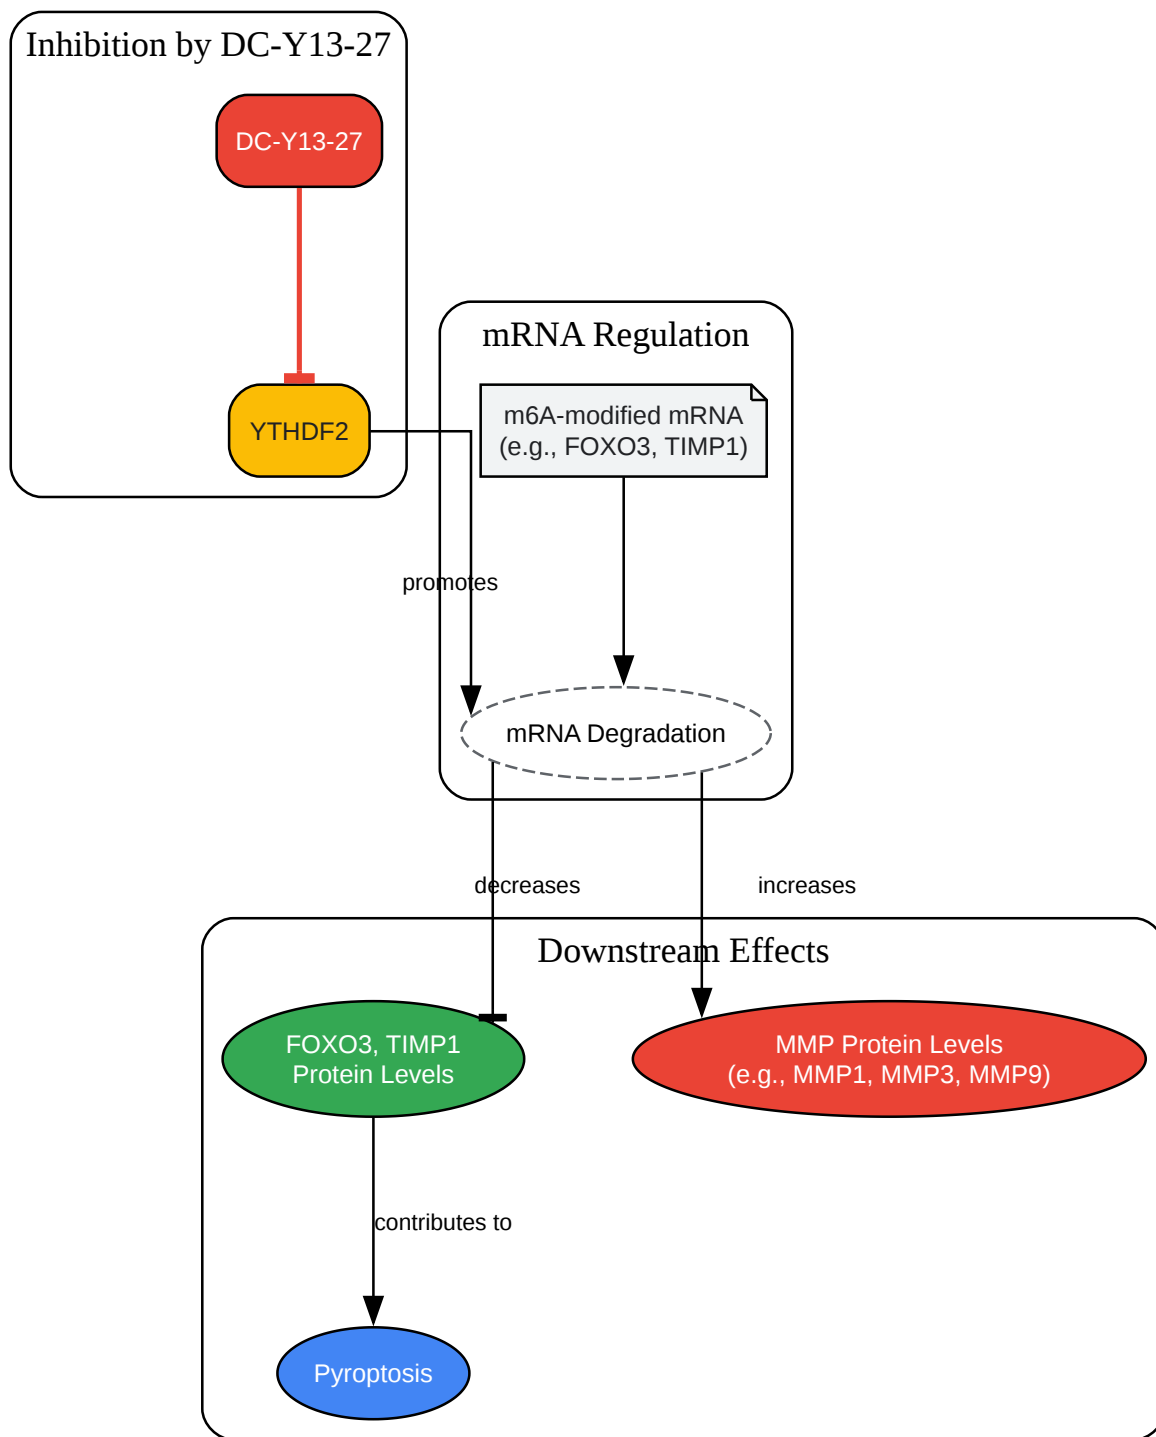 Inhibition by DC-Y13-27
DC-Y13-27
YTHDF2
mRNA Regulation
m6A-modified mRNA
(e.g., FOXO3, TIMP1)
promotes
mRNA Degradation
decreases
increases
Downstream Effects
FOXO3, TIMP1
Protein Levels
MMP Protein Levels
(e.g., MMP1, MMP3, MMP9)
contributes to
Pyroptosis